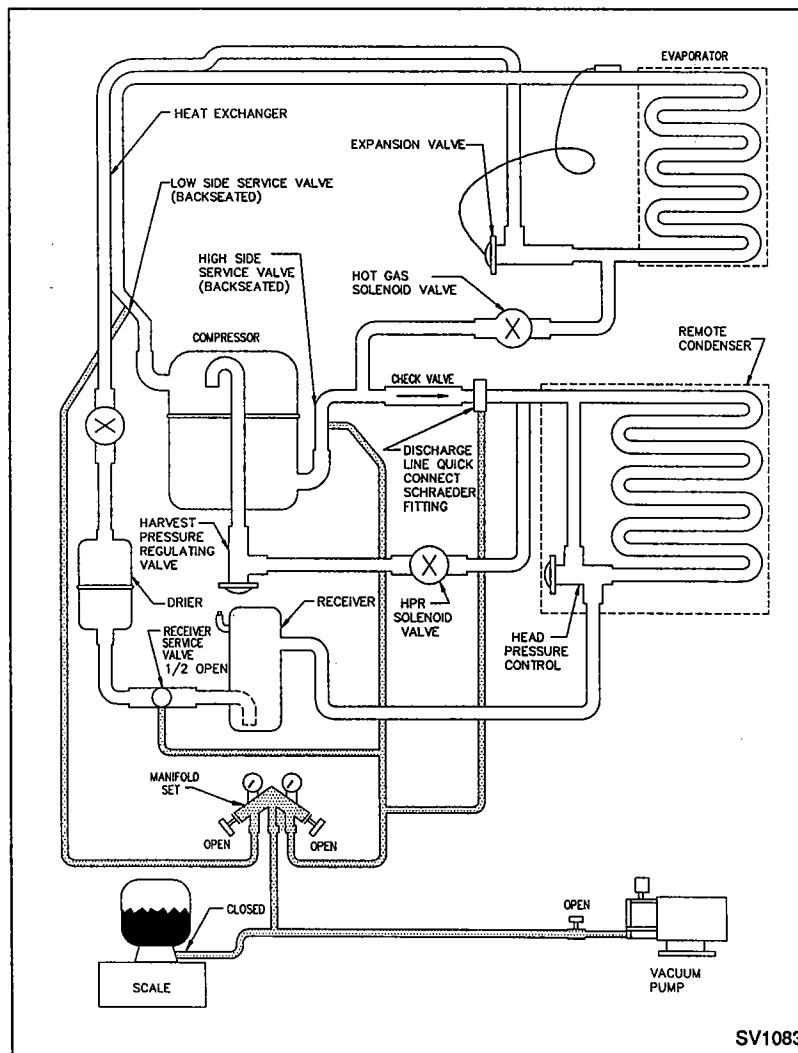 EVAPORATOR
HEAT EXCHANGER
EXPANSION VALVE
LOW SIDE SERVICE VALVE
(BACKSEATED)
HIGH SIDE
SERVICE VALVE
(BACKSEATED)
HOT GAS
SOLENOID VALVE
COMPRESSOR
REMOTE
CONDENSER
CHECK VALVE
DISCHARGE
LINE QUICK
CONNECT
SCHRAEDER
FITTING
HARVEST
PRESSURE
REGULATING
VALVE
DRIER
RECEIVER
HPR
SOLENOID
VALVE
HEAD
PRESSURE
CONTROL
RECEIVER
SERVICE
VALVE
1/2 OPEN
MANIFOLD
SET
OPEN
OPEN
CLOSED
OPEN
SCALE
VACUUM
PUMP
SV1083